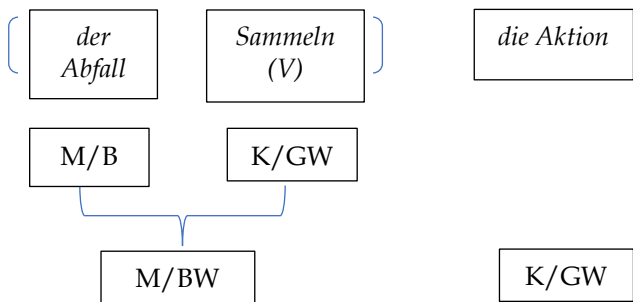 der
Abfall
Sammeln
(V)
die Aktion
M/B
K/GW
M/BW
K/GW